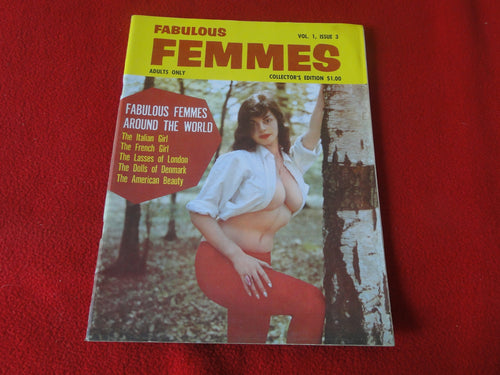 FABULOUS
VOL. 1, ISSUE 3
FEMMES
ADULTS ONLY
COLLECTOR'S EDITION $1.00
FABULOUS FEMMES
AROUND THE WORLD
The Italian Girl
The French Girl
The Lasses of London
The Dolls of Denmark
The American Beauty